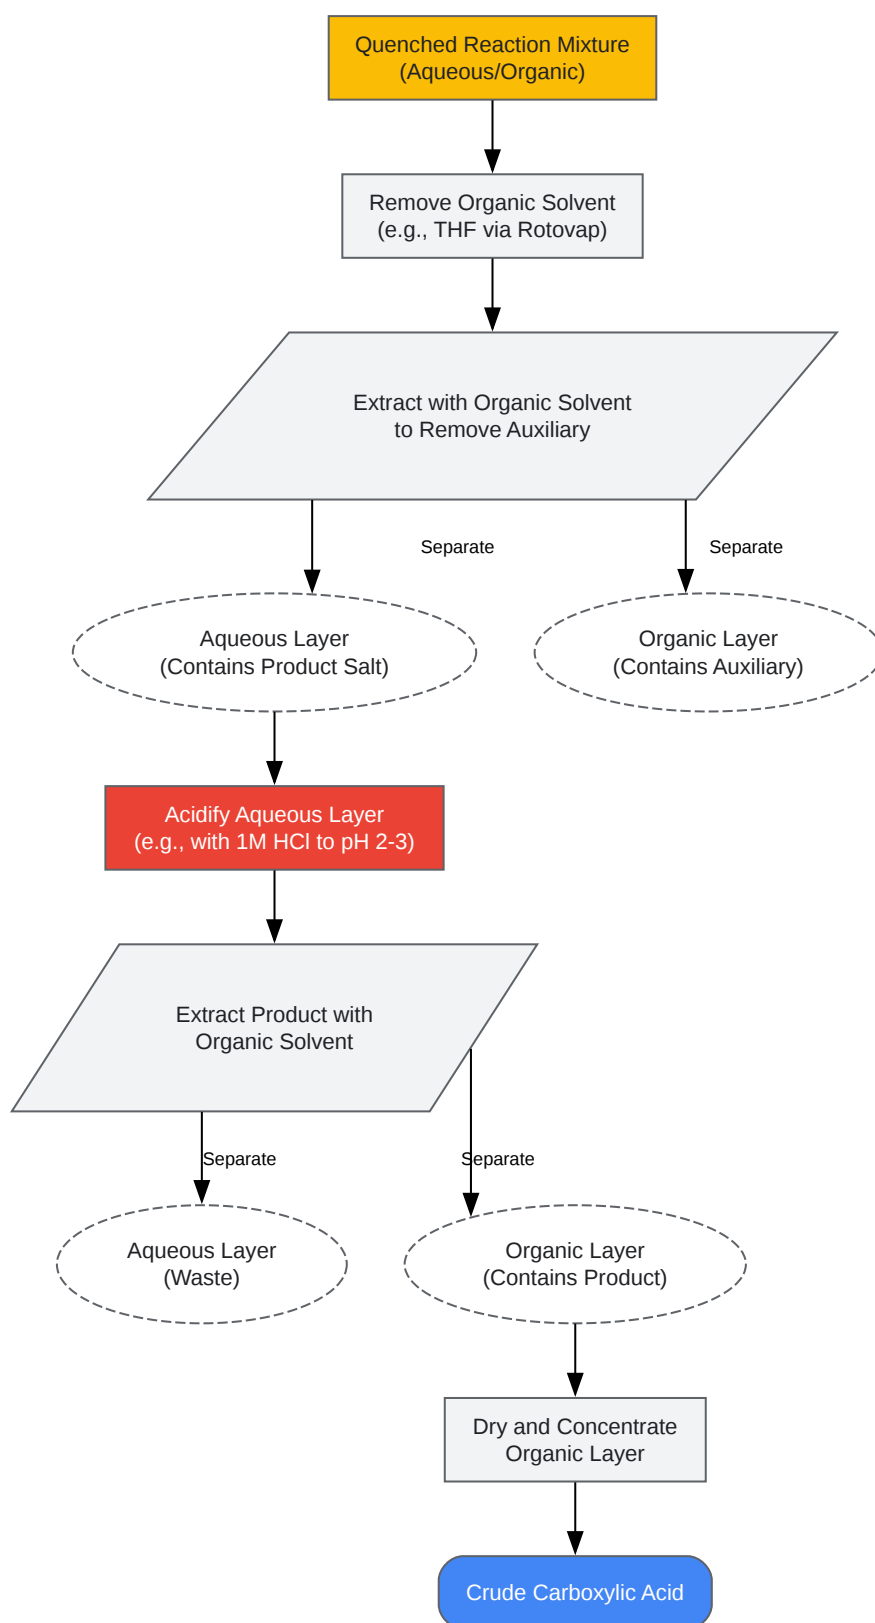 Quenched Reaction Mixture
(Aqueous/Organic)
Remove Organic Solvent
(e.g., THF via Rotovap)
Extract with Organic Solvent
to Remove Auxiliary
Separate
Separate
Aqueous Layer
(Contains Product Salt)
Organic Layer
(Contains Auxiliary)
Acidify Aqueous Layer
(e.g., with 1M HCl to pH 2-3)
Extract Product with
Organic Solvent
Separate
Separate
Aqueous Layer
(Waste)
Organic Layer
(Contains Product)
Dry and Concentrate
Organic Layer
Crude Carboxylic Acid